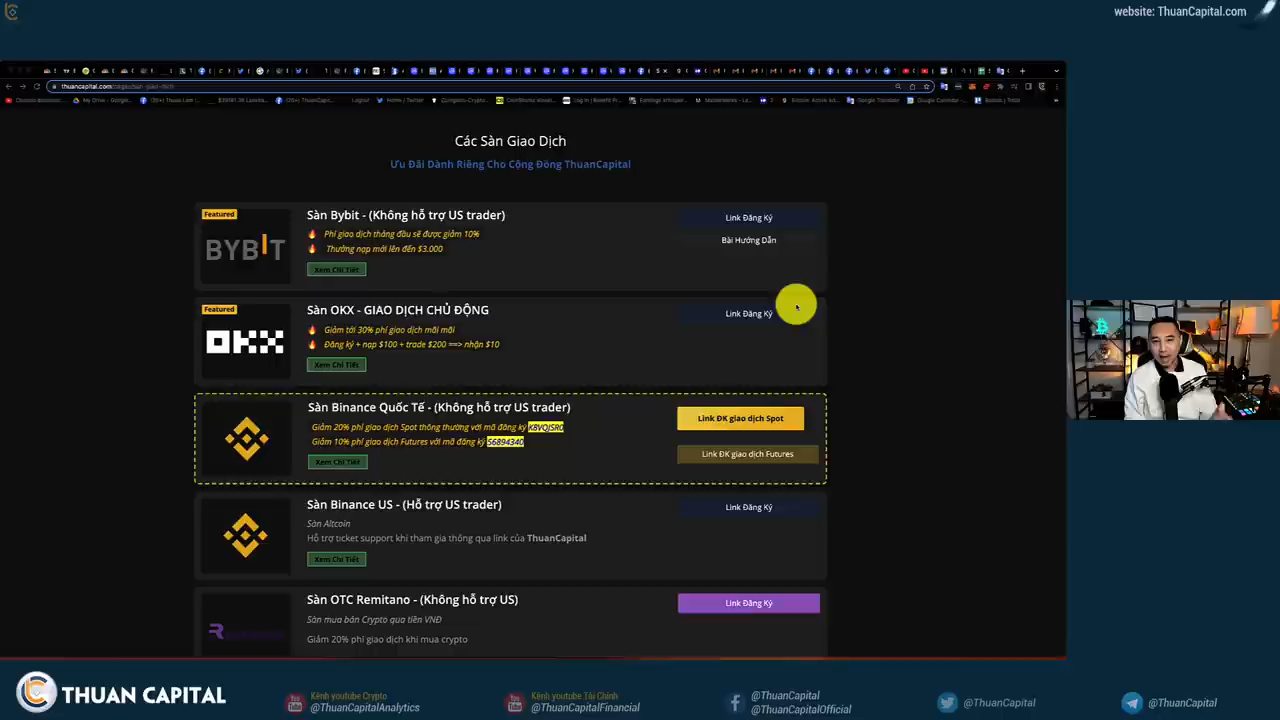 website: ThuanCapital.com
Các Sàn Giao Dịch
Ưu Đãi Dành Riêng Cho Cộng Đồng ThuanCapital
Featured
BYBIT
Sàn Bybit - (Không hỗ trợ US trader)
Phí giao dịch tháng đầu sẽ được giảm 10%
Thưởng nạp mới lên đến $3.000
Xem Chi Tiết
Link Đăng Ký
Bài Hướng Dẫn
Featured
OKX
Sàn OKX - GIAO DỊCH CHỦ ĐỘNG
Giảm tới 30% phí giao dịch mãi mãi
Đăng ký + nạp $100 + trade $200 ==> nhận $10
Xem Chi Tiết
Link Đăng Ký
Sàn Binance Quốc Tế - (Không hỗ trợ US trader)
Giảm 20% phí giao dịch Spot thông thường với mã đăng ký K8VQJSR0
Giảm 10% phí giao dịch Futures với mã đăng ký 56894340
Xem Chi Tiết
Link ĐK giao dịch Spot
Link ĐK giao dịch Futures
Sàn Binance US - (Hỗ trợ US trader)
Sàn Altcoin
Hỗ trợ ticket support khi tham gia thông qua link của ThuanCapital
Xem Chi Tiết
Link Đăng Ký
Sàn OTC Remitano - (Không hỗ trợ US)
Sàn mua bán Crypto qua tiền VNĐ
Giảm 20% phí giao dịch khi mua crypto
Link Đăng Ký
THUAN CAPITAL
Kênh youtube Crypto
@ThuanCapitalAnalytics
Kênh youtube Tài Chính
@ThuanCapitalFinancial
@ThuanCapital
@ThuanCapitalOfficial
@ThuanCapital
@ThuanCapital